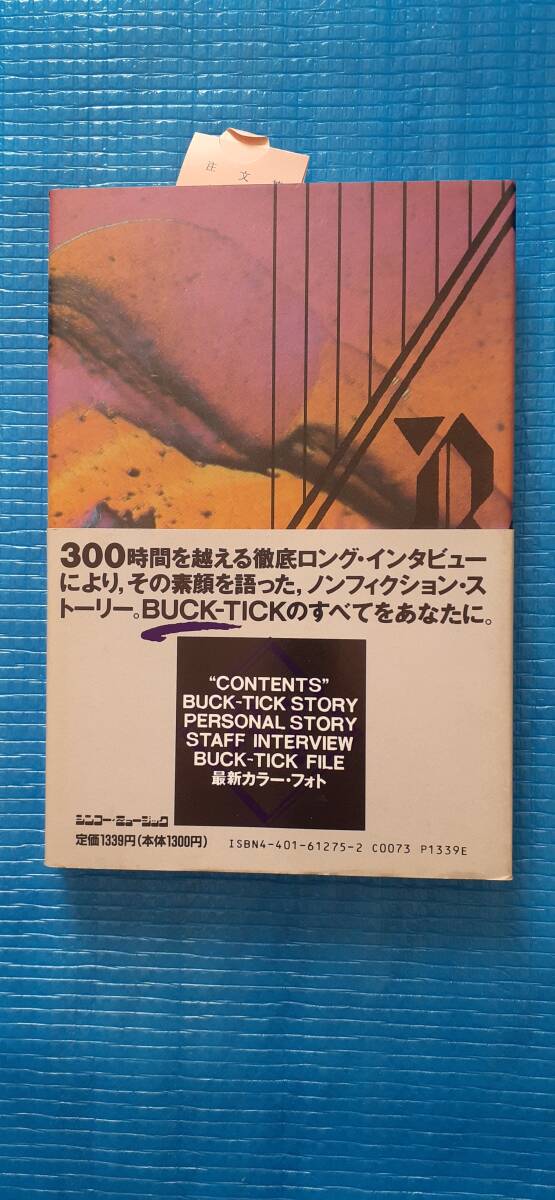 注文
300時間を越える徹底ロング・インタビュー
により,その素顔を語った,ノンフィクション・ス
トーリー。BUCK-TICKのすべてをあなたに。
“CONTENTS”
BUCK-TICK STORY
PERSONAL STORY
STAFF INTERVIEW
BUCK-TICK FILE
最新カラー・フォト
シンコー・ミュージック
定価1339円(本体1300円)
ISBN4-401-61275-2 C0073 P1339E